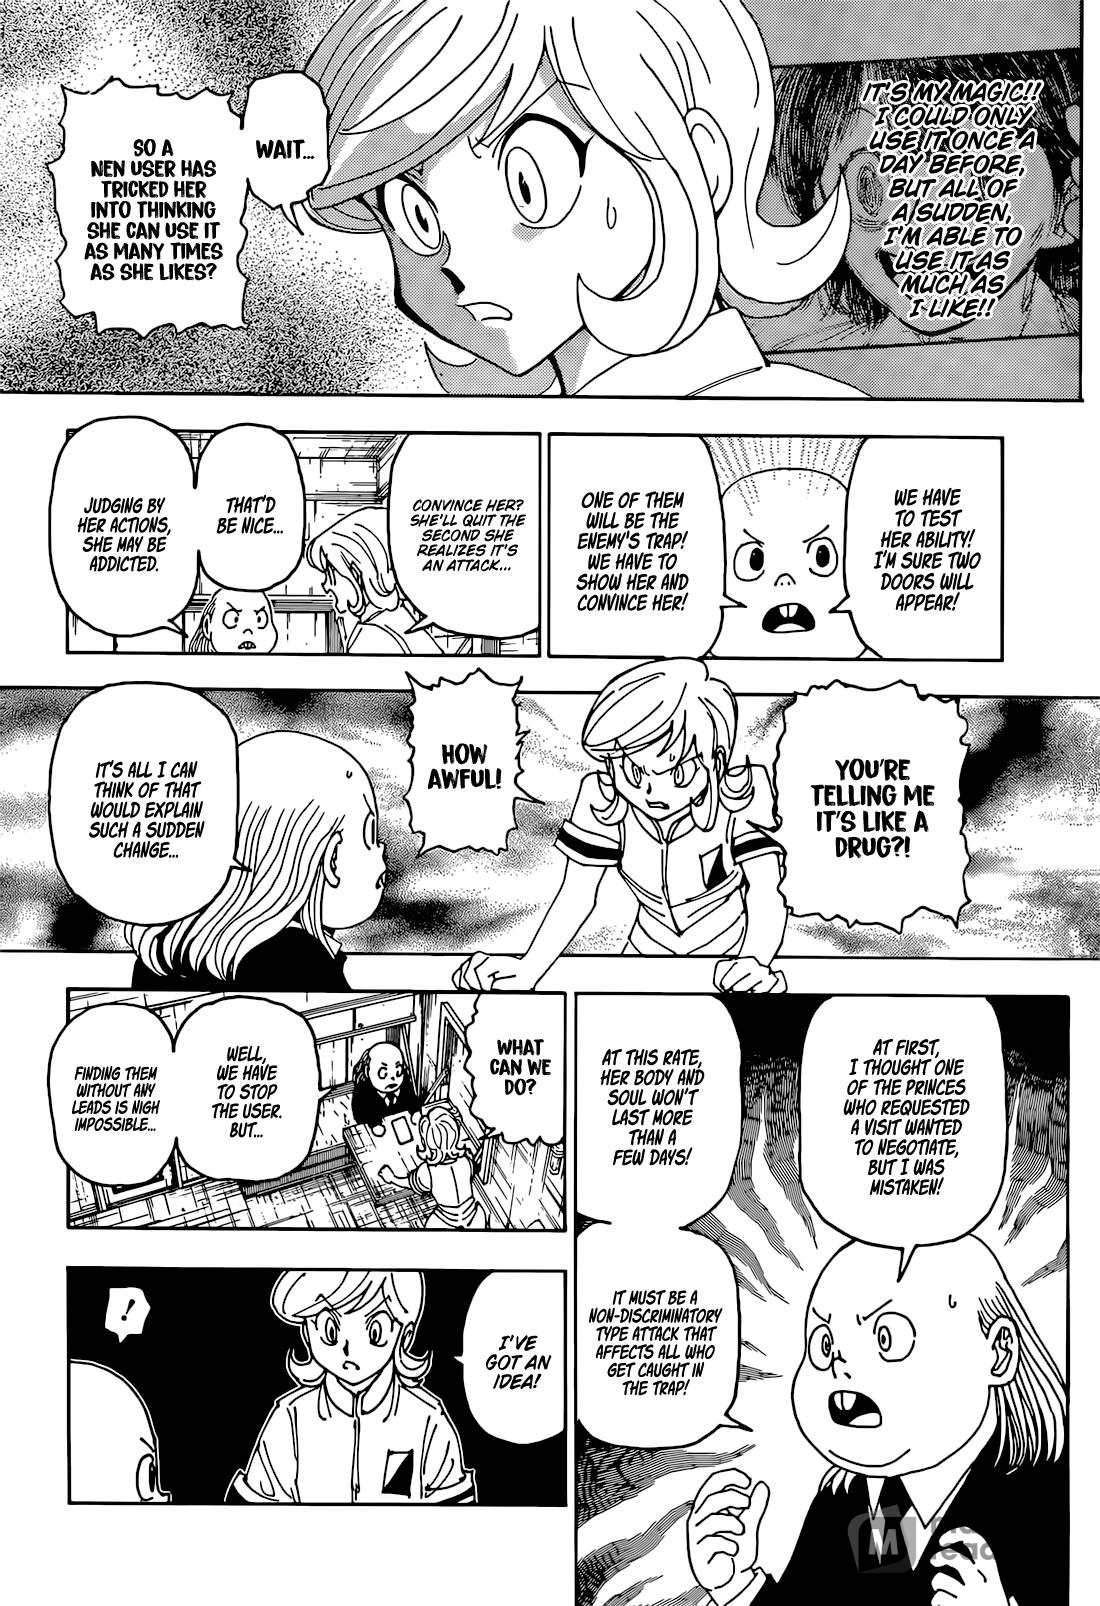 IT'S MY MAGIC!!
I COULD ONLY
USE IT ONCE A
DAY BEFORE,
BUT ALL OF
A SUDDEN,
I'M ABLE TO
USE IT AS
MUCH AS
I LIKE!!
WAIT...
SO A
NEN USER HAS
TRICKED HER
INTO THINKING
SHE CAN USE IT
AS MANY TIMES
AS SHE LIKES?
WE HAVE
TO TEST
HER ABILITY!
I'M SURE TWO
DOORS WILL
APPEAR!
ONE OF THEM
WILL BE THE
ENEMY'S TRAP!
WE HAVE TO
SHOW HER AND
CONVINCE HER!
CONVINCE HER?
SHE'LL QUIT THE
SECOND SHE
REALIZES IT'S
AN ATTACK...
THAT'D
BE NICE...
JUDGING BY
HER ACTIONS,
SHE MAY BE
ADDICTED.
YOU'RE
TELLING ME
IT'S LIKE A
DRUG?!
HOW
AWFUL!
IT'S ALL I CAN
THINK OF THAT
WOULD EXPLAIN
SUCH A SUDDEN
CHANGE...
AT FIRST,
I THOUGHT ONE
OF THE PRINCES
WHO REQUESTED
A VISIT WANTED
TO NEGOTIATE,
BUT I WAS
MISTAKEN!
AT THIS RATE,
HER BODY AND
SOUL WON'T
LAST MORE
THAN A
FEW DAYS!
IT MUST BE A
NON-DISCRIMINATORY
TYPE ATTACK THAT
AFFECTS ALL WHO
GET CAUGHT IN
THE TRAP!
WHAT
CAN WE
DO?
WELL,
WE HAVE
TO STOP
THE USER.
BUT...
FINDING THEM
WITHOUT ANY
LEADS IS NIGH
IMPOSSIBLE...
I'VE
GOT AN
IDEA!
!
M